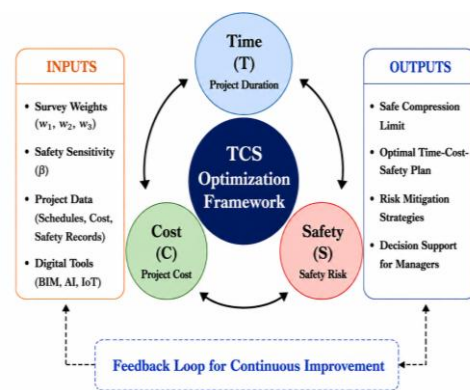 INPUTS
• Survey Weights
(w₁, w₂, w₃)
• Safety Sensitivity
(β)
• Project Data
(Schedules, Cost,
Safety Records)
• Digital Tools
(BIM, AI, IoT)
Time
(T)
Project Duration
TCS
Optimization
Framework
Cost
(C)
Project Cost
Safety
(S)
Safety Risk
OUTPUTS
• Safe Compression
Limit
• Optimal Time-Cost-
Safety Plan
• Risk Mitigation
Strategies
• Decision Support
for Managers
Feedback Loop for Continuous Improvement